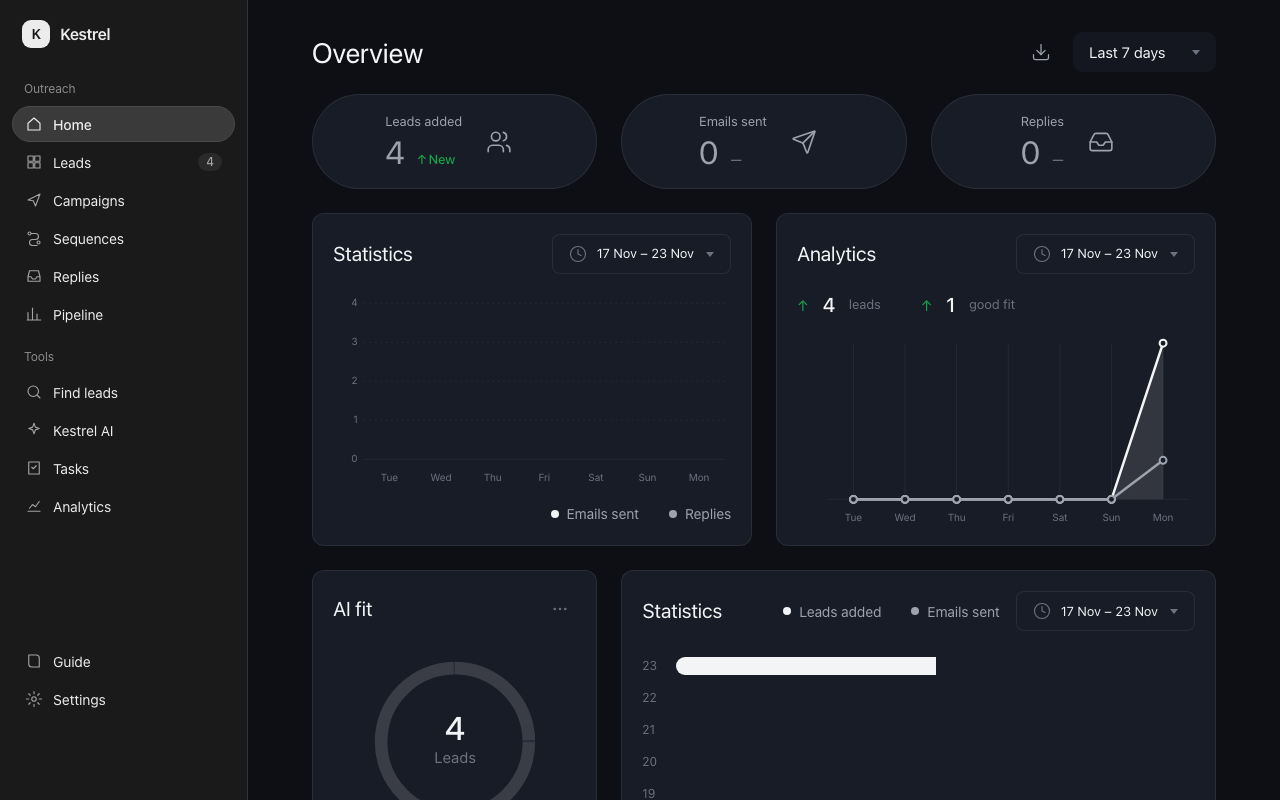 K Kestrel
Outreach
Home
Leads 4
Campaigns
Sequences
Replies
Pipeline
Tools
Find leads
Kestrel AI
Tasks
Analytics
Guide
Settings
Overview
Last 7 days
Leads added
4 ↑ New
Emails sent
0 –
Replies
0 –
Statistics
17 Nov – 23 Nov
4
3
2
1
0
Tue Wed Thu Fri Sat Sun Mon
Emails sent Replies
Analytics
17 Nov – 23 Nov
↑ 4 leads ↑ 1 good fit
Tue Wed Thu Fri Sat Sun Mon
AI fit
4
Leads
Statistics
Leads added Emails sent
17 Nov – 23 Nov
23
22
21
20
19